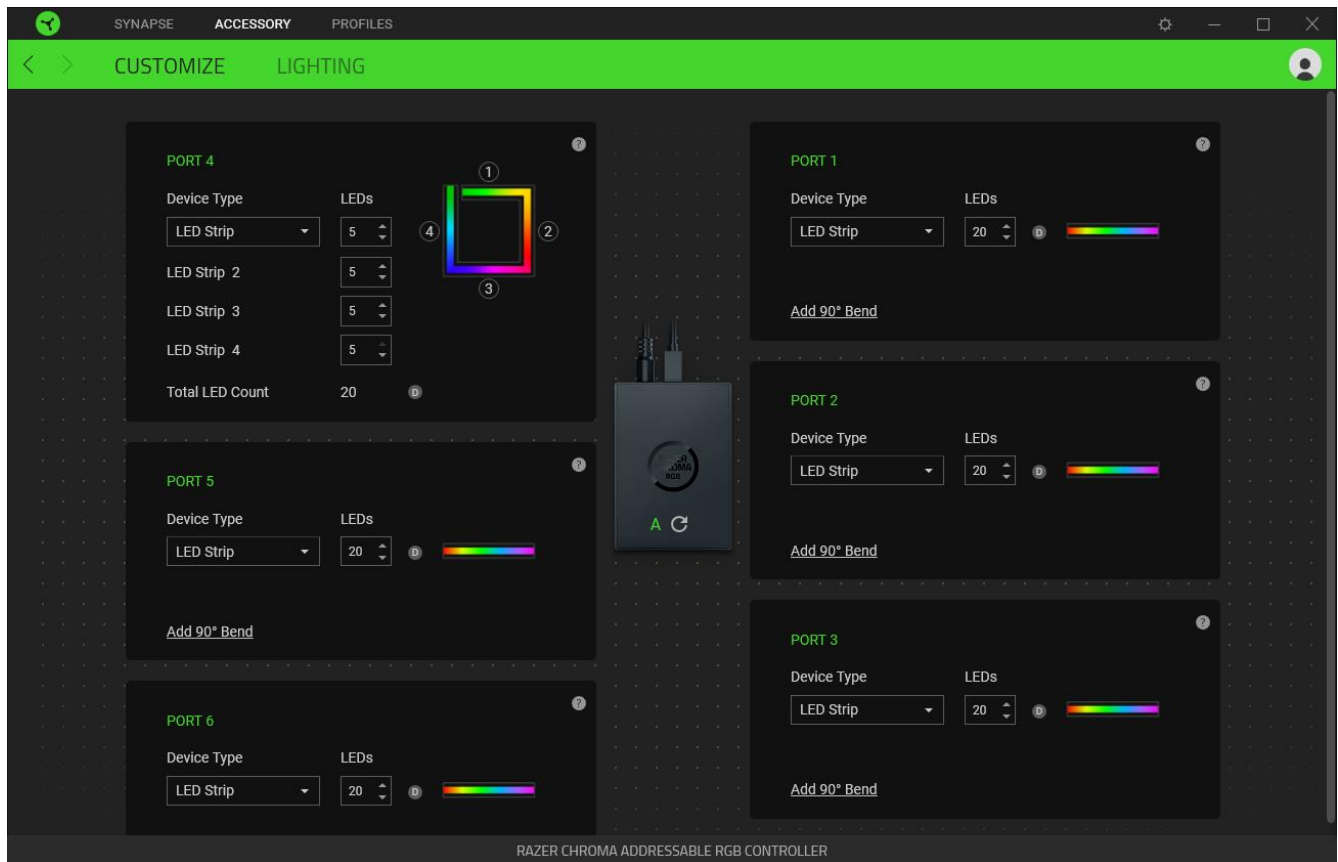 SYNAPSE ACCESSORY PROFILES
CUSTOMIZE LIGHTING
PORT 4
?
Device Type LEDs
LED Strip 5
LED Strip 2 5
LED Strip 3 5
LED Strip 4 5
Total LED Count 20 D
1
2
3
4
PORT 5
?
Device Type LEDs
LED Strip 20 D
Add 90° Bend
PORT 6
?
Device Type LEDs
LED Strip 20 D
RAZER
CHROMA
RGB
A
PORT 1
?
Device Type LEDs
LED Strip 20 D
Add 90° Bend
PORT 2
?
Device Type LEDs
LED Strip 20 D
Add 90° Bend
PORT 3
?
Device Type LEDs
LED Strip 20 D
Add 90° Bend
RAZER CHROMA ADDRESSABLE RGB CONTROLLER